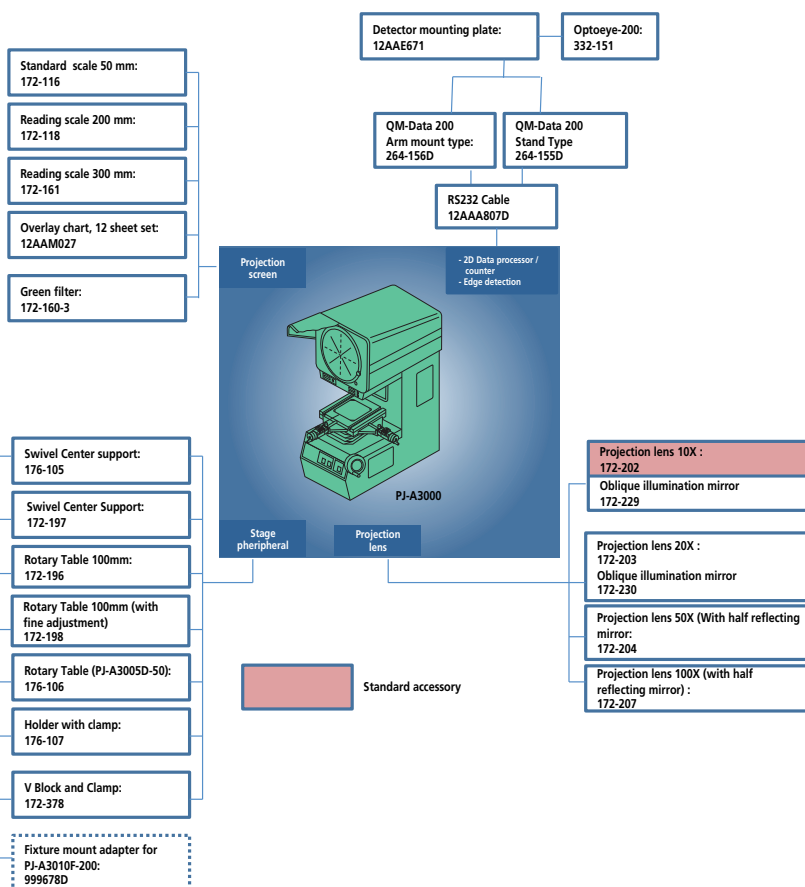 Detector mounting plate:
12AAE671
Optoeye-200:
332-151
Standard  scale 50 mm:
172-116
Reading scale 200 mm:
172-118
Reading scale 300 mm:
172-161
Overlay chart, 12 sheet set:
12AAM027
Green filter:
172-160-3
QM-Data 200
Arm mount type:
264-156D
QM-Data 200
Stand Type
264-155D
RS232 Cable
12AAA807D
Projection
screen
- 2D Data processor /
counter
- Edge detection
PJ-A3000
Stage
pheripheral
Projection
lens
Swivel Center support:
176-105
Swivel Center Support:
172-197
Rotary Table 100mm:
172-196
Rotary Table 100mm (with
fine adjustment)
172-198
Rotary Table (PJ-A3005D-50):
176-106
Holder with clamp:
176-107
V Block and Clamp:
172-378
Fixture mount adapter for
PJ-A3010F-200:
999678D
Projection lens 10X :
172-202
Oblique illumination mirror
172-229
Projection lens 20X :
172-203
Oblique illumination mirror
172-230
Projection lens 50X (With half reflecting
mirror:
172-204
Projection lens 100X (with half
reflecting mirror) :
172-207
Standard accessory